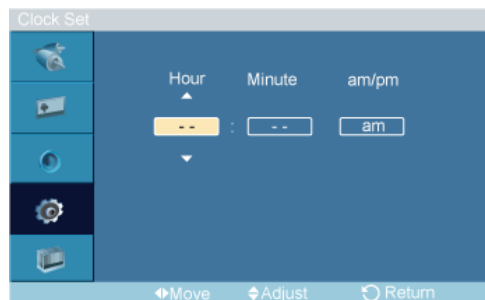 Clock Set
Hour Minute am/pm
- - : - - am
Move Adjust Return